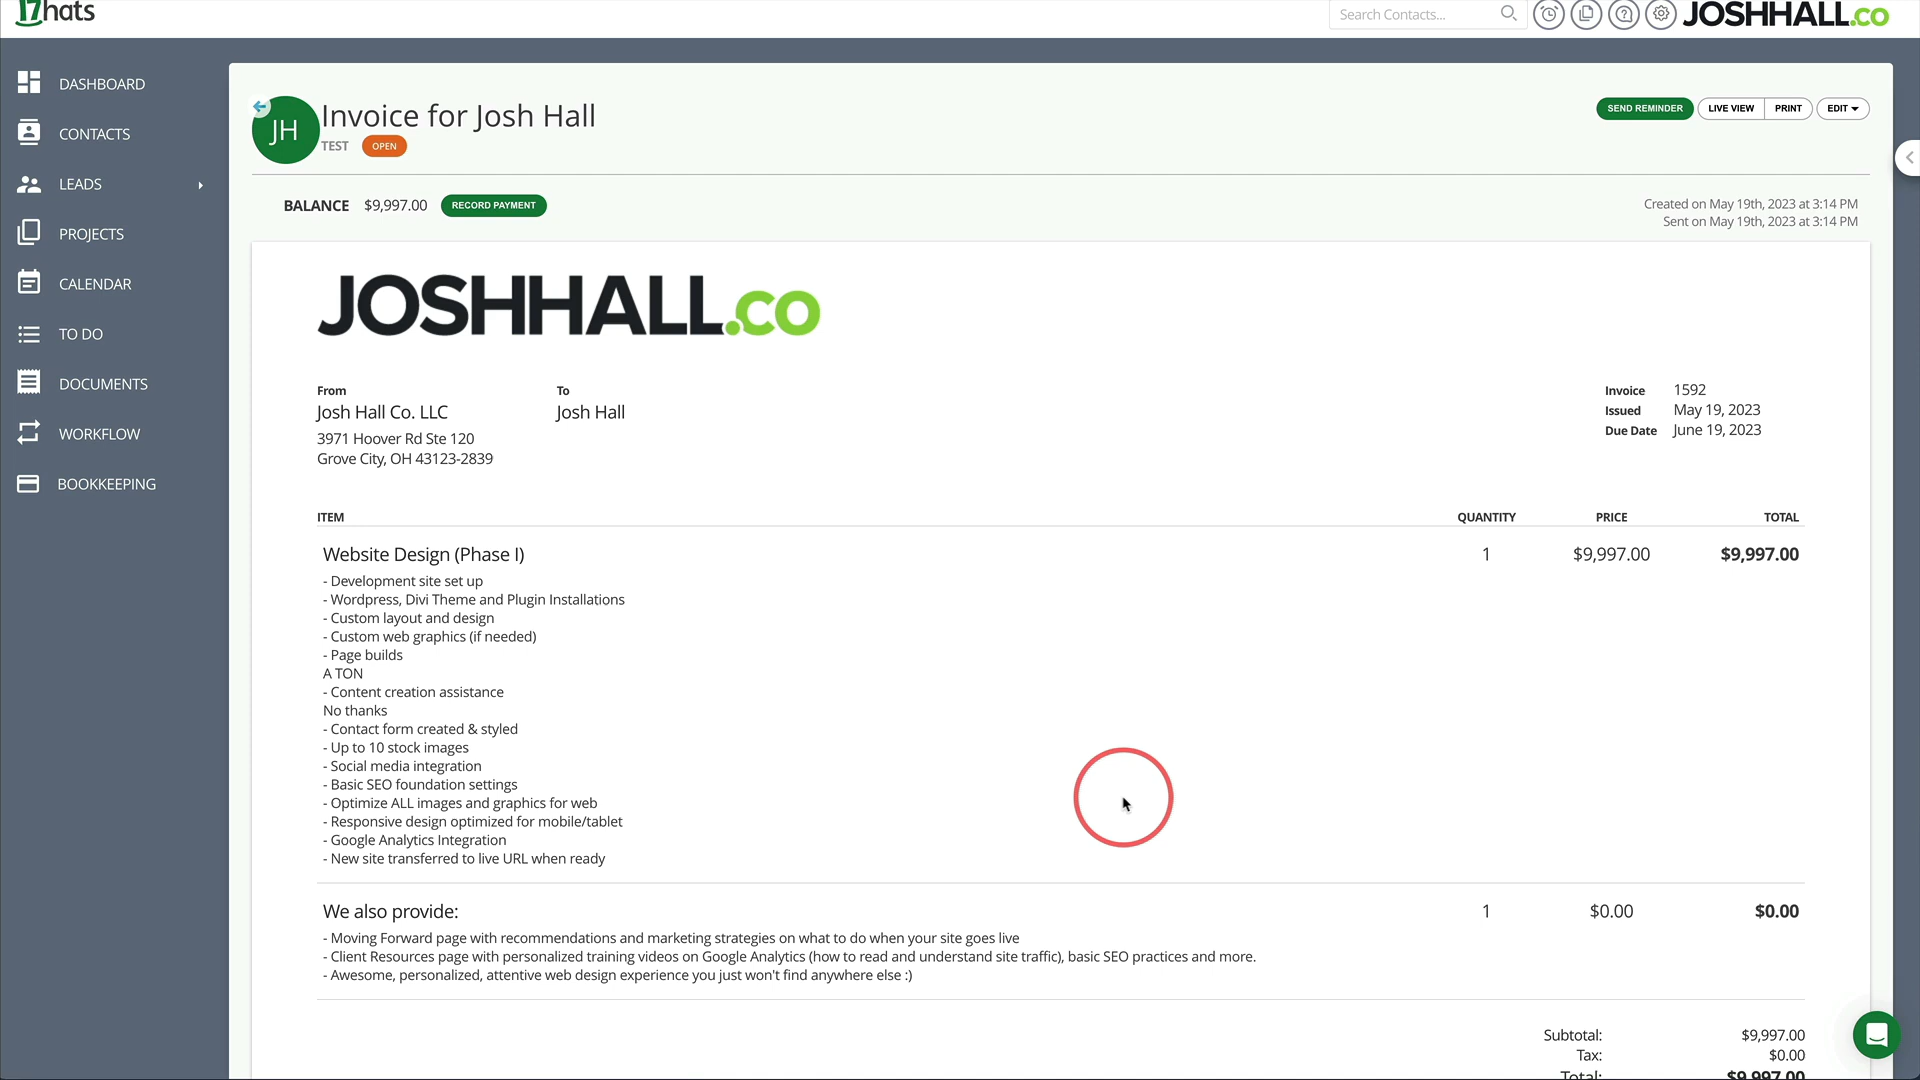 17hats
Search Contacts...
JOSHHALL.co
DASHBOARD
CONTACTS
LEADS
PROJECTS
CALENDAR
TO DO
DOCUMENTS
WORKFLOW
BOOKKEEPING
JH
Invoice for Josh Hall
TEST OPEN
SEND REMINDER LIVE VIEW PRINT EDIT
BALANCE $9,997.00 RECORD PAYMENT
Created on May 19th, 2023 at 3:14 PM
Sent on May 19th, 2023 at 3:14 PM
JOSHHALL.co
From
Josh Hall Co. LLC
3971 Hoover Rd Ste 120
Grove City, OH 43123-2839
To
Josh Hall
Invoice 1592
Issued May 19, 2023
Due Date June 19, 2023
ITEM QUANTITY PRICE TOTAL
Website Design (Phase I) 1 $9,997.00 $9,997.00
- Development site set up
- Wordpress, Divi Theme and Plugin Installations
- Custom layout and design
- Custom web graphics (if needed)
- Page builds
A TON
- Content creation assistance
No thanks
- Contact form created & styled
- Up to 10 stock images
- Social media integration
- Basic SEO foundation settings
- Optimize ALL images and graphics for web
- Responsive design optimized for mobile/tablet
- Google Analytics Integration
- New site transferred to live URL when ready
We also provide: 1 $0.00 $0.00
- Moving Forward page with recommendations and marketing strategies on what to do when your site goes live
- Client Resources page with personalized training videos on Google Analytics (how to read and understand site traffic), basic SEO practices and more.
- Awesome, personalized, attentive web design experience you just won't find anywhere else :)
Subtotal: $9,997.00
Tax: $0.00
Total: $9,997.00